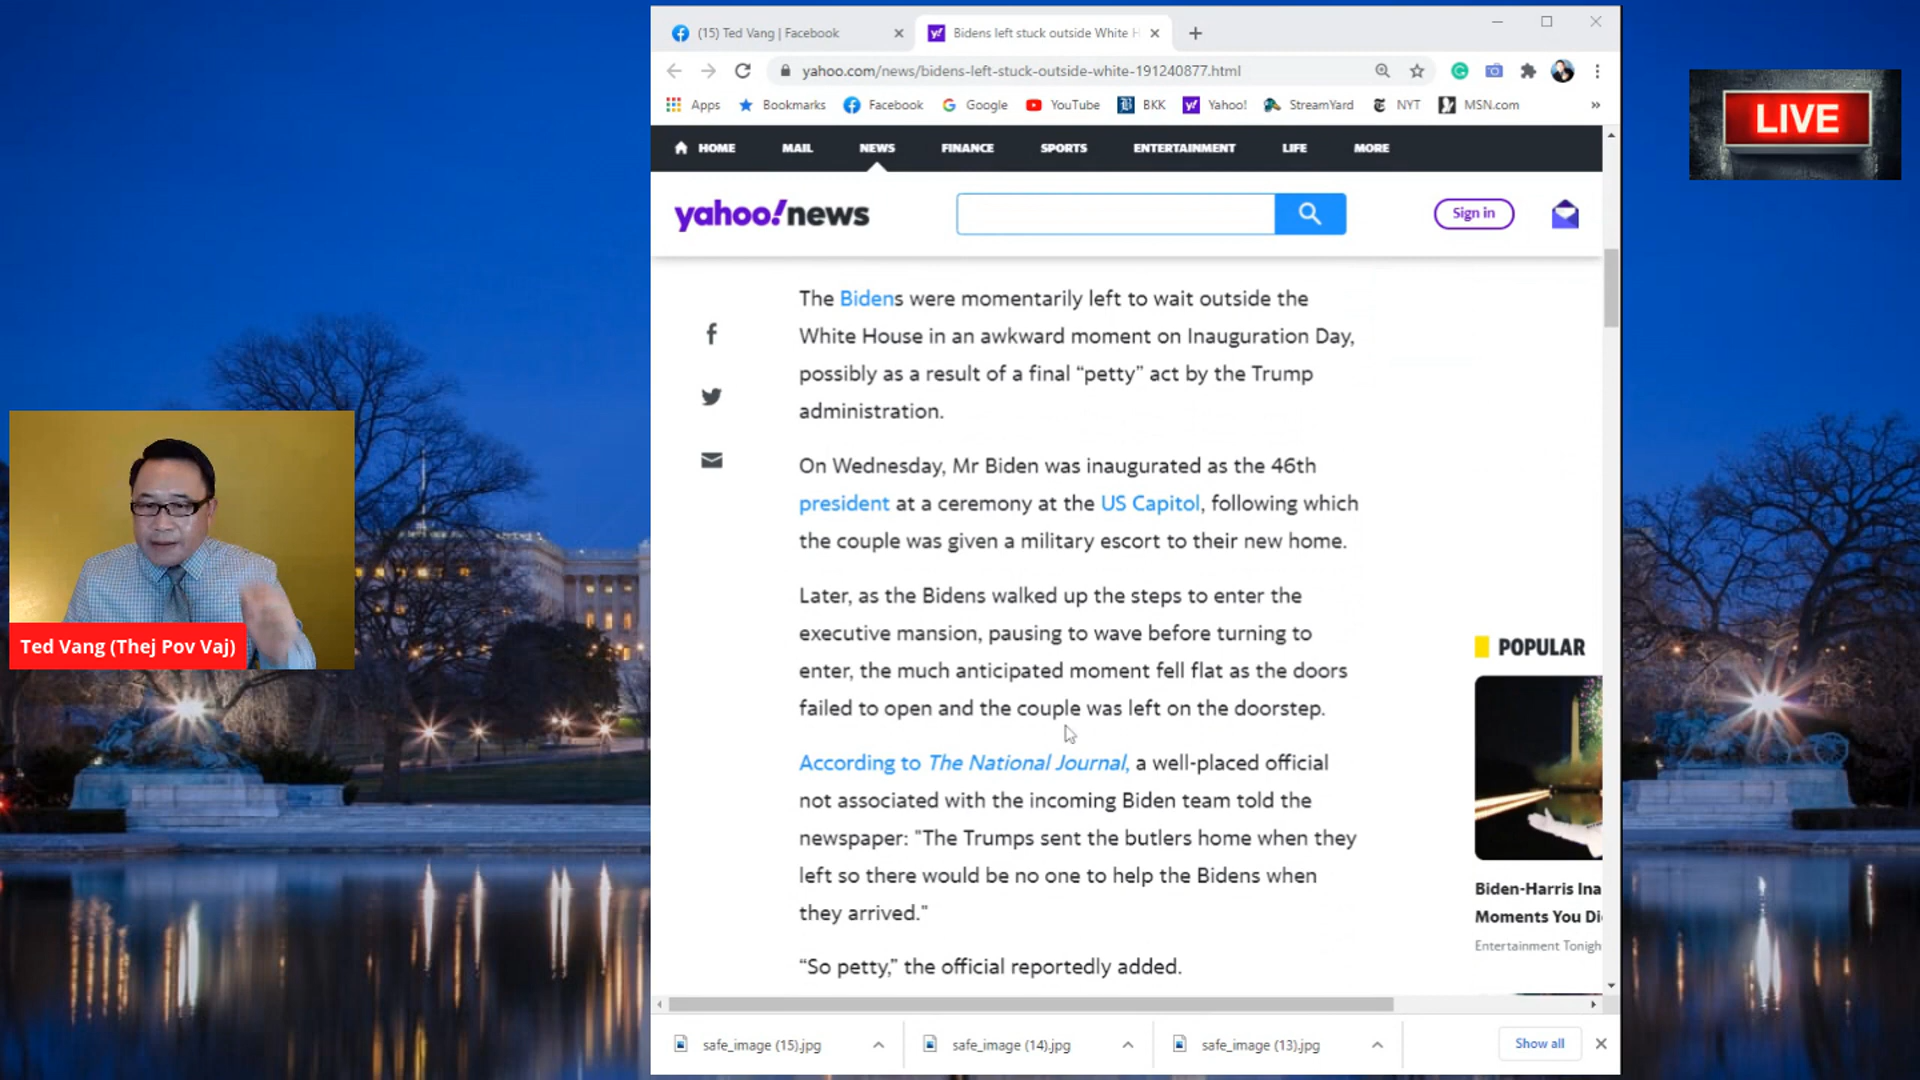 (15) Ted Vang | Facebook
Bidens left stuck outside White H
yahoo.com/news/bidens-left-stuck-outside-white-191240877.html
Apps Bookmarks Facebook Google YouTube BKK Yahoo! StreamYard NYT MSN.com »
LIVE
HOME MAIL NEWS FINANCE SPORTS ENTERTAINMENT LIFE MORE
yahoo!news
Sign in
The Bidens were momentarily left to wait outside the
White House in an awkward moment on Inauguration Day,
possibly as a result of a final “petty” act by the Trump
administration.
On Wednesday, Mr Biden was inaugurated as the 46th
president at a ceremony at the US Capitol, following which
the couple was given a military escort to their new home.
Later, as the Bidens walked up the steps to enter the
executive mansion, pausing to wave before turning to
enter, the much anticipated moment fell flat as the doors
failed to open and the couple was left on the doorstep.
According to The National Journal, a well-placed official
not associated with the incoming Biden team told the
newspaper: "The Trumps sent the butlers home when they
left so there would be no one to help the Bidens when
they arrived."
“So petty,” the official reportedly added.
Ted Vang (Thej Pov Vaj)
POPULAR
Biden-Harris Ina
Moments You Di
Entertainment Tonigh
safe_image (15).jpg
safe_image (14).jpg
safe_image (13).jpg
Show all